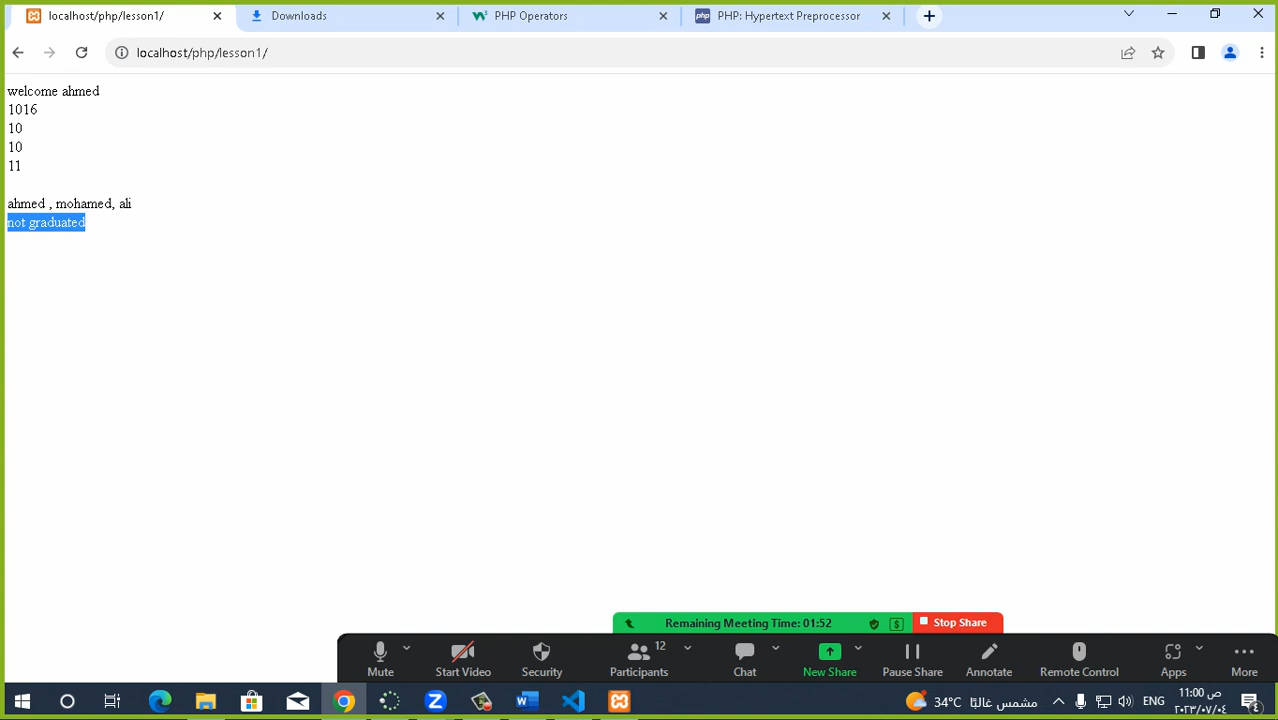 localhost/php/lesson1/
Downloads
PHP Operators
php PHP: Hypertext Preprocessor
localhost/php/lesson1/
welcome ahmed
1016
10
10
11
ahmed , mohamed, ali
not graduated
Remaining Meeting Time: 01:52
Stop Share
12
Mute
Start Video
Security
Participants
Chat
New Share
Pause Share
Annotate
Remote Control
Apps
More
34°C مشمس غالبًا
ENG
11:00 ص
٢٠٢٣/٠٧/٠٤
٤